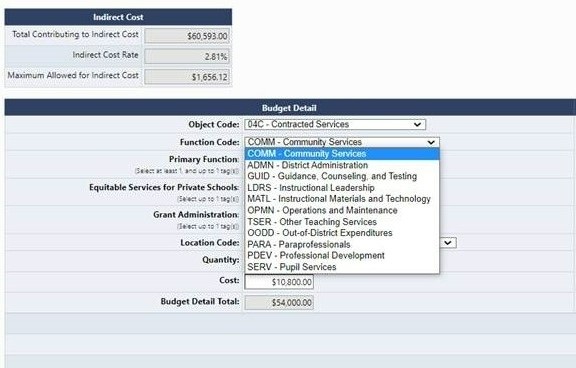 Indirect Cost
Total Contributing to Indirect Cost $60,593.00
Indirect Cost Rate 2.81%
Maximum Allowed for Indirect Cost $1,656.12
Budget Detail
Object Code: 04C - Contracted Services
Function Code: COMM - Community Services
COMM - Community Services
Primary Function:
ADMN - District Administration
(Select at least 1, and up to 1 tag(s))
GUID - Guidance, Counseling, and Testing
Equitable Services for Private Schools:
LDRS - Instructional Leadership
(Select up to 1 tag(s))
MATL - Instructional Materials and Technology
Grant Administration:
OPMN - Operations and Maintenance
(Select up to 1 tag(s))
TSER - Other Teaching Services
OODD - Out-of-District Expenditures
Location Code:
PARA - Paraprofessionals
PDEV - Professional Development
Quantity:
SERV - Pupil Services
Cost: $10,800.00
Budget Detail Total: $54,000.00